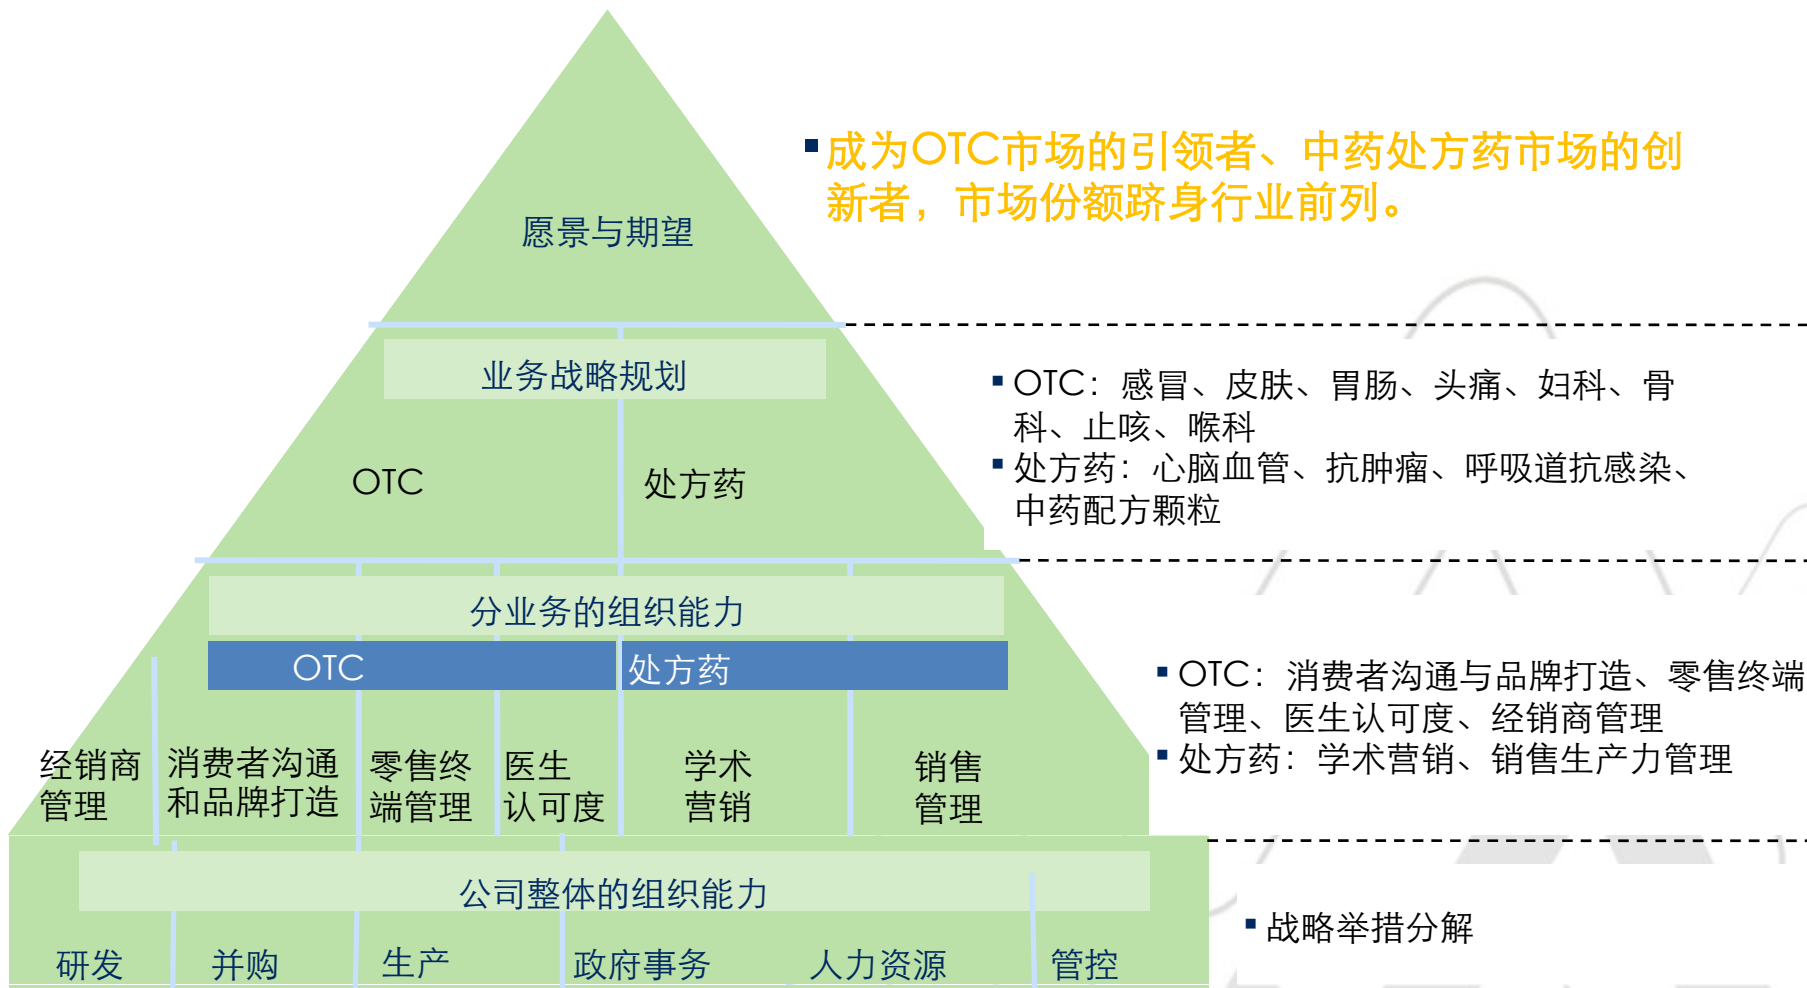 成为OTC市场的引领者、中药处方药市场的创
新者，市场份额跻身行业前列。
愿景与期望
业务战略规划
OTC
处方药
OTC：感冒、皮肤、胃肠、头痛、妇科、骨
科、止咳、喉科
处方药：心脑血管、抗肿瘤、呼吸道抗感染、
中药配方颗粒
分业务的组织能力
OTC
处方药
经销商
管理
消费者沟通
和品牌打造
零售终
端管理
医生
认可度
学术
营销
销售
管理
OTC：消费者沟通与品牌打造、零售终端
管理、医生认可度、经销商管理
处方药：学术营销、销售生产力管理
公司整体的组织能力
研发
并购
生产
政府事务
人力资源
管控
战略举措分解